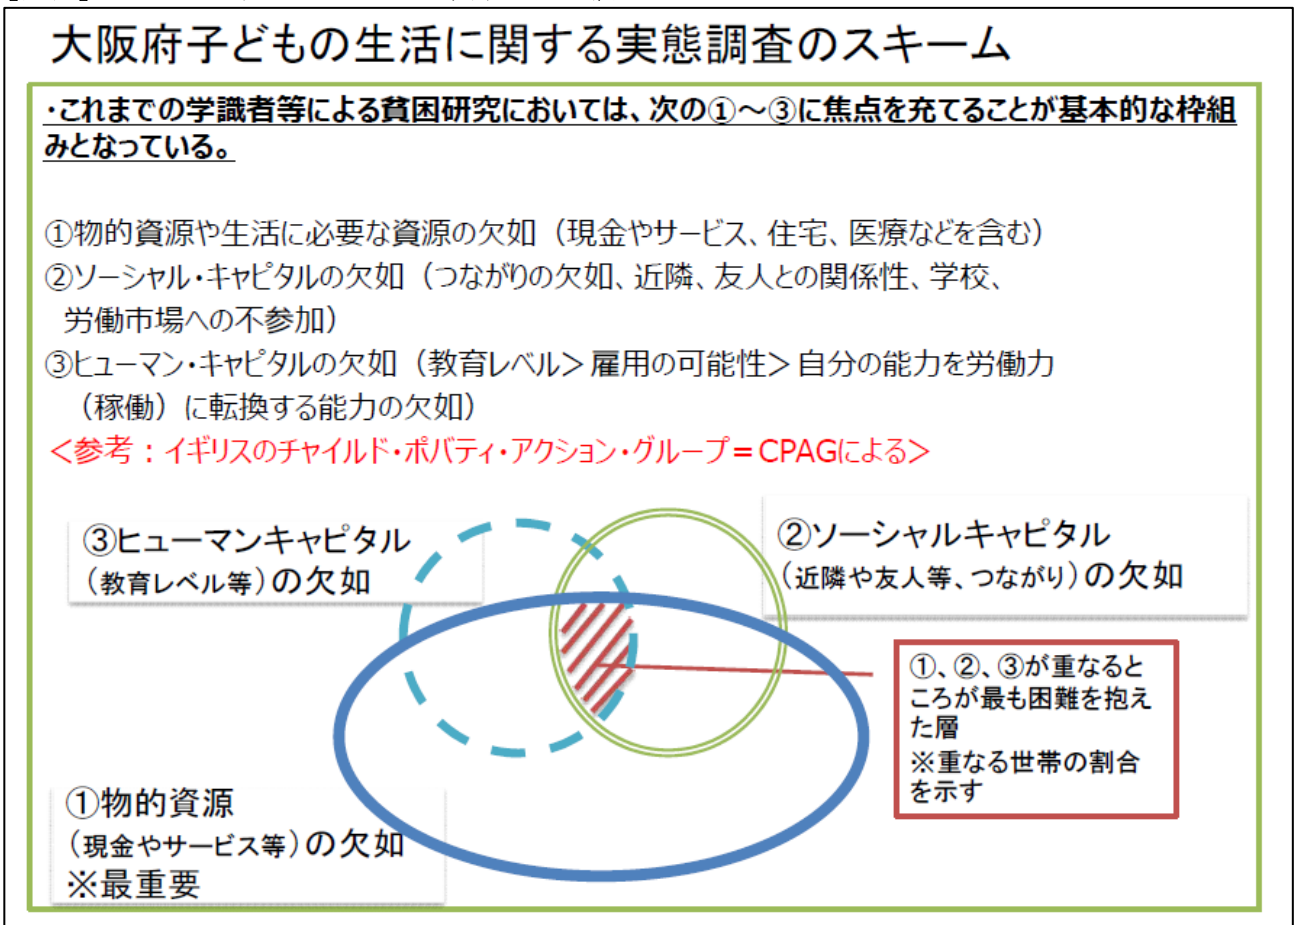 大阪府子どもの生活に関する実態調査のスキーム
・これまでの学識者等による貧困研究においては、次の①～③に焦点を充てることが基本的な枠組
みとなっている。
①物的資源や生活に必要な資源の欠如（現金やサービス、住宅、医療などを含む）
②ソーシャル・キャピタルの欠如（つながりの欠如、近隣、友人との関係性、学校、
労働市場への不参加）
③ヒューマン・キャピタルの欠如（教育レベル＞雇用の可能性＞自分の能力を労働力
（稼働）に転換する能力の欠如）
＜参考：イギリスのチャイルド・ポバティ・アクション・グループ＝CPAGによる＞
③ヒューマンキャピタル
（教育レベル等）の欠如
②ソーシャルキャピタル
（近隣や友人等、つながり）の欠如
①、②、③が重なると
ころが最も困難を抱え
た層
※重なる世帯の割合
を示す
①物的資源
（現金やサービス等）の欠如
※最重要